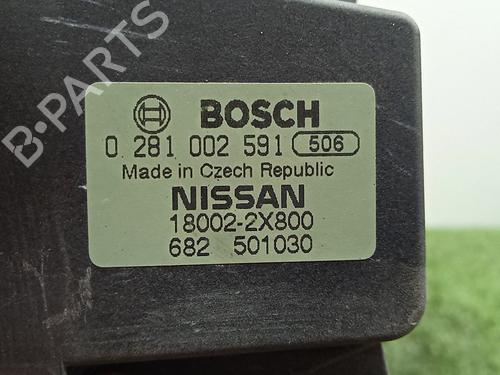 B-PARTS
BOSCH
0 281 002 591 506
Made in Czech Republic
NISSAN
18002-2X800
682 501030